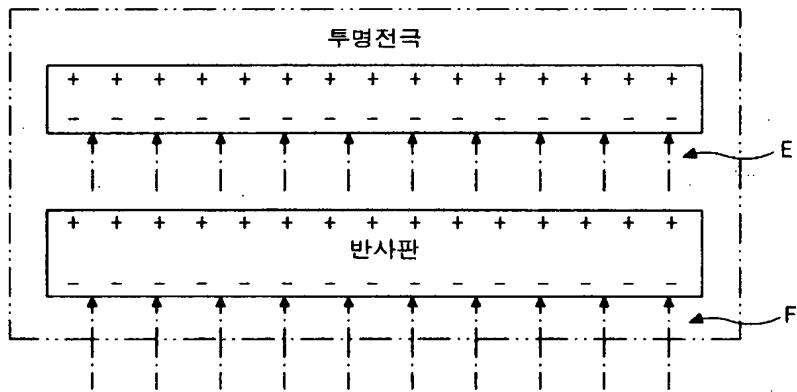 투명전극
+ + + + + + + + + + + + + + +
- - - - - - - - - - - - - - -
E
+ + + + + + + + + + + + + + +
반사판
- - - - - - - - - - - - - - -
F